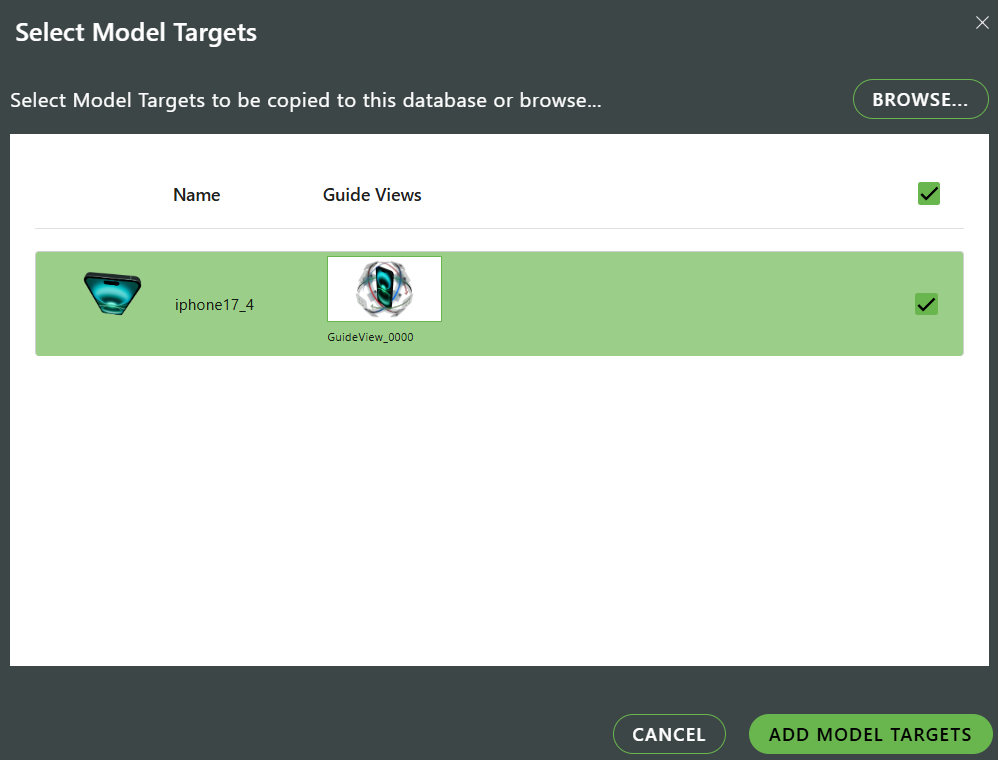 Select Model Targets
Select Model Targets to be copied to this database or browse...
BROWSE...
Name Guide Views
iphone17_4
GuideView_0000
CANCEL
ADD MODEL TARGETS